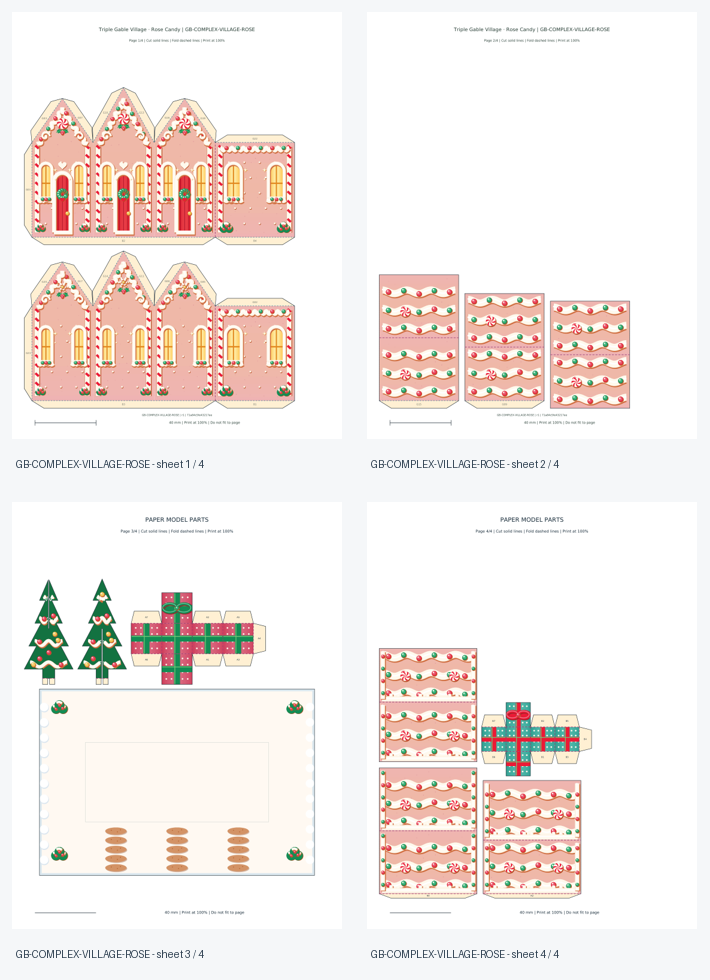 Triple Gable Village - Rose Candy | GB-COMPLEX-VILLAGE-ROSE
Page 1/4 | Cut solid lines | Fold dashed lines | Print at 100%
40 mm | Print at 100% | Do not fit to page
GB-COMPLEX-VILLAGE-ROSE - sheet 1 / 4
Triple Gable Village - Rose Candy | GB-COMPLEX-VILLAGE-ROSE
Page 2/4 | Cut solid lines | Fold dashed lines | Print at 100%
40 mm | Print at 100% | Do not fit to page
GB-COMPLEX-VILLAGE-ROSE - sheet 2 / 4
PAPER MODEL PARTS
Page 3/4 | Cut solid lines | Fold dashed lines | Print at 100%
40 mm | Print at 100% | Do not fit to page
GB-COMPLEX-VILLAGE-ROSE - sheet 3 / 4
PAPER MODEL PARTS
Page 4/4 | Cut solid lines | Fold dashed lines | Print at 100%
40 mm | Print at 100% | Do not fit to page
GB-COMPLEX-VILLAGE-ROSE - sheet 4 / 4